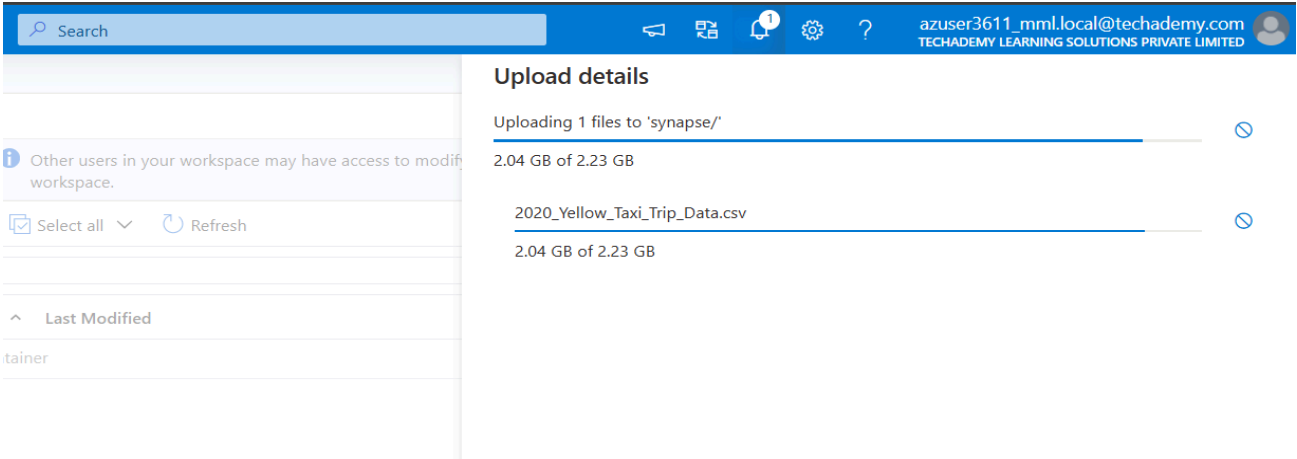 Search
1
?
azuser3611_mml.local@techademy.com
TECHADEMY LEARNING SOLUTIONS PRIVATE LIMITED
Other users in your workspace may have access to modify
workspace.
Select all
Refresh
Last Modified
tainer
Upload details
Uploading 1 files to 'synapse/'
2.04 GB of 2.23 GB
2020_Yellow_Taxi_Trip_Data.csv
2.04 GB of 2.23 GB